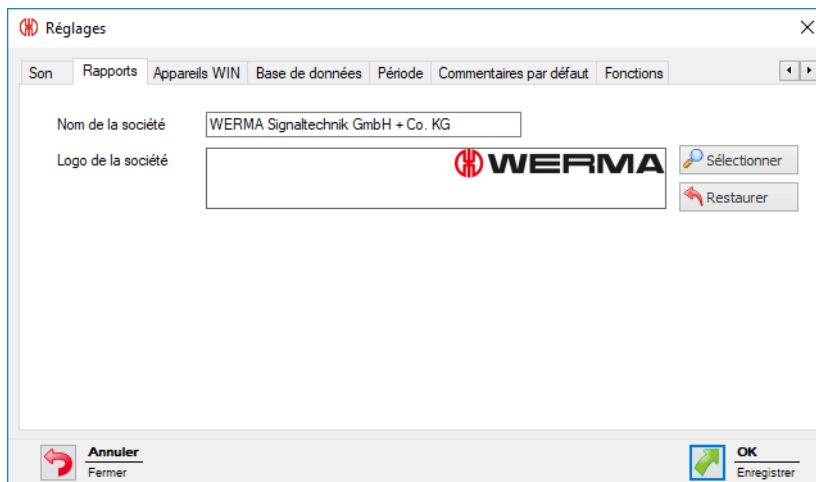 Réglages
Son Rapports Appareils WIN Base de données Période Commentaires par défaut Fonctions
Nom de la société WERMA Signaltechnik GmbH + Co. KG
Logo de la société WERMA Sélectionner
Restaurer
Annuler OK
Fermer Enregistrer